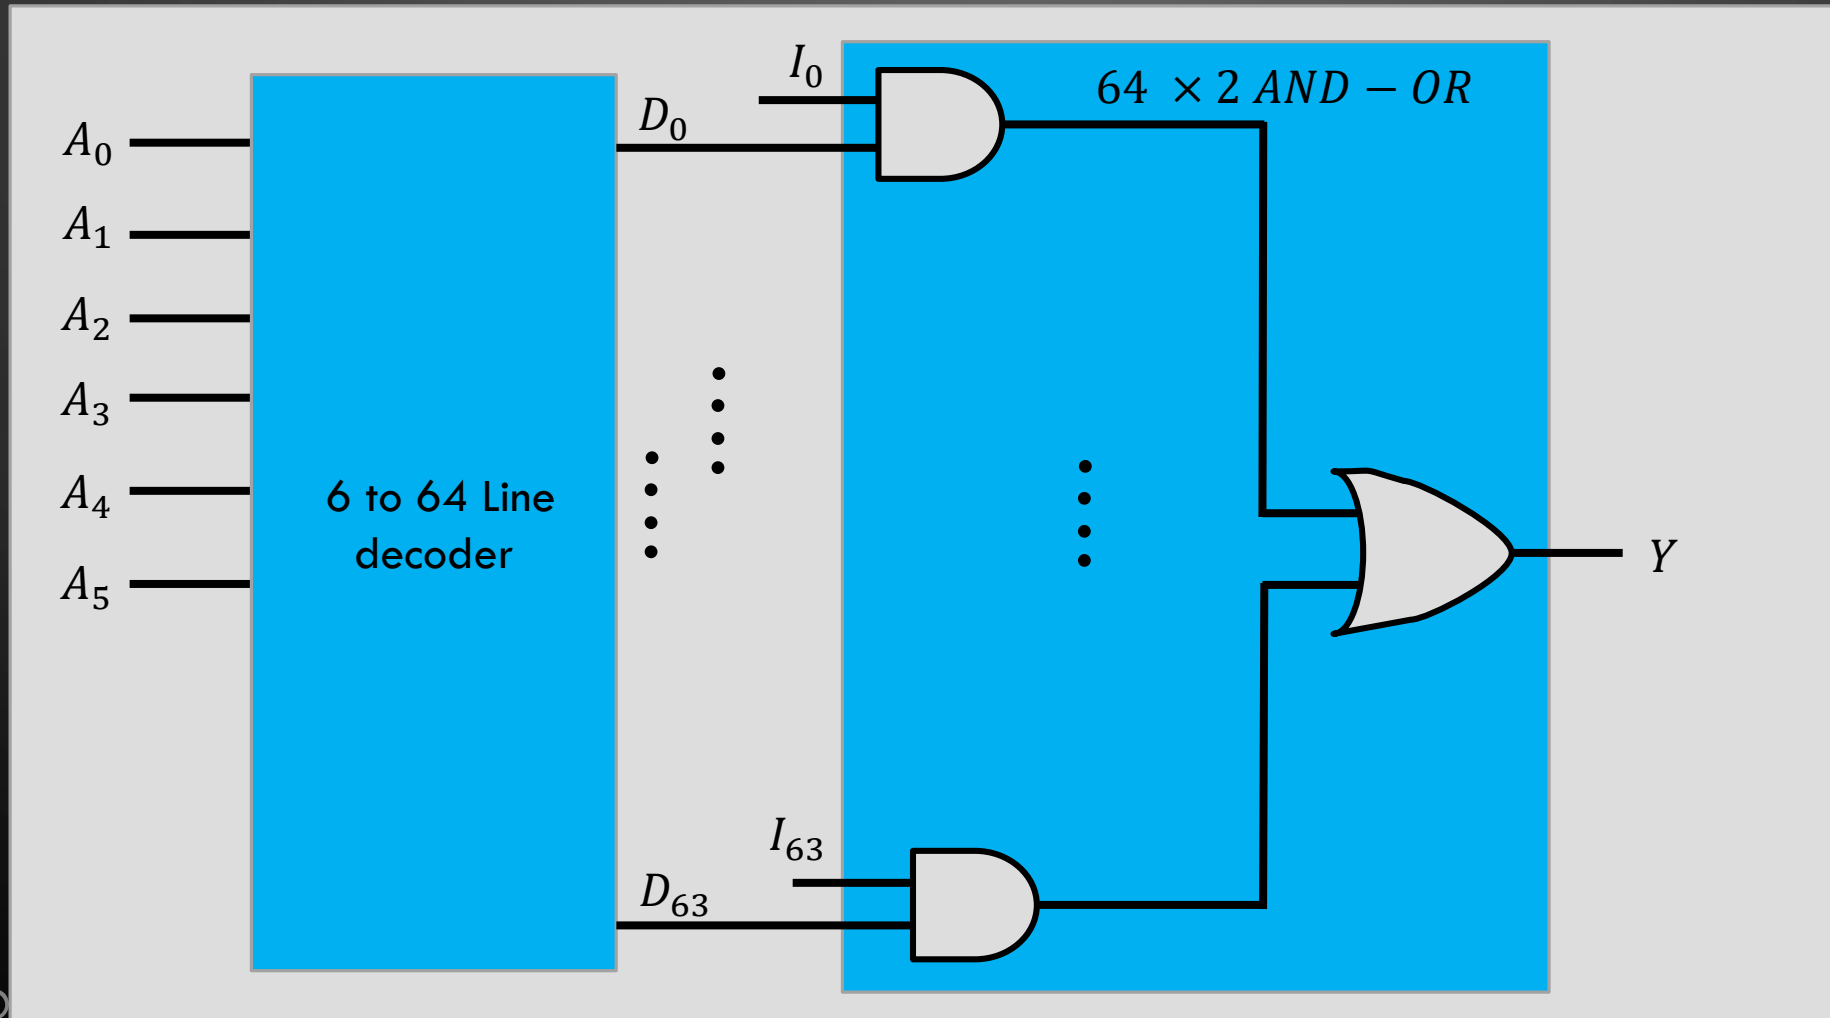 I₀
64 × 2 AND − OR
D₀
A₀
A₁
A₂
A₃
A₄
6 to 64 Line
decoder
Y
A₅
I₆₃
D₆₃